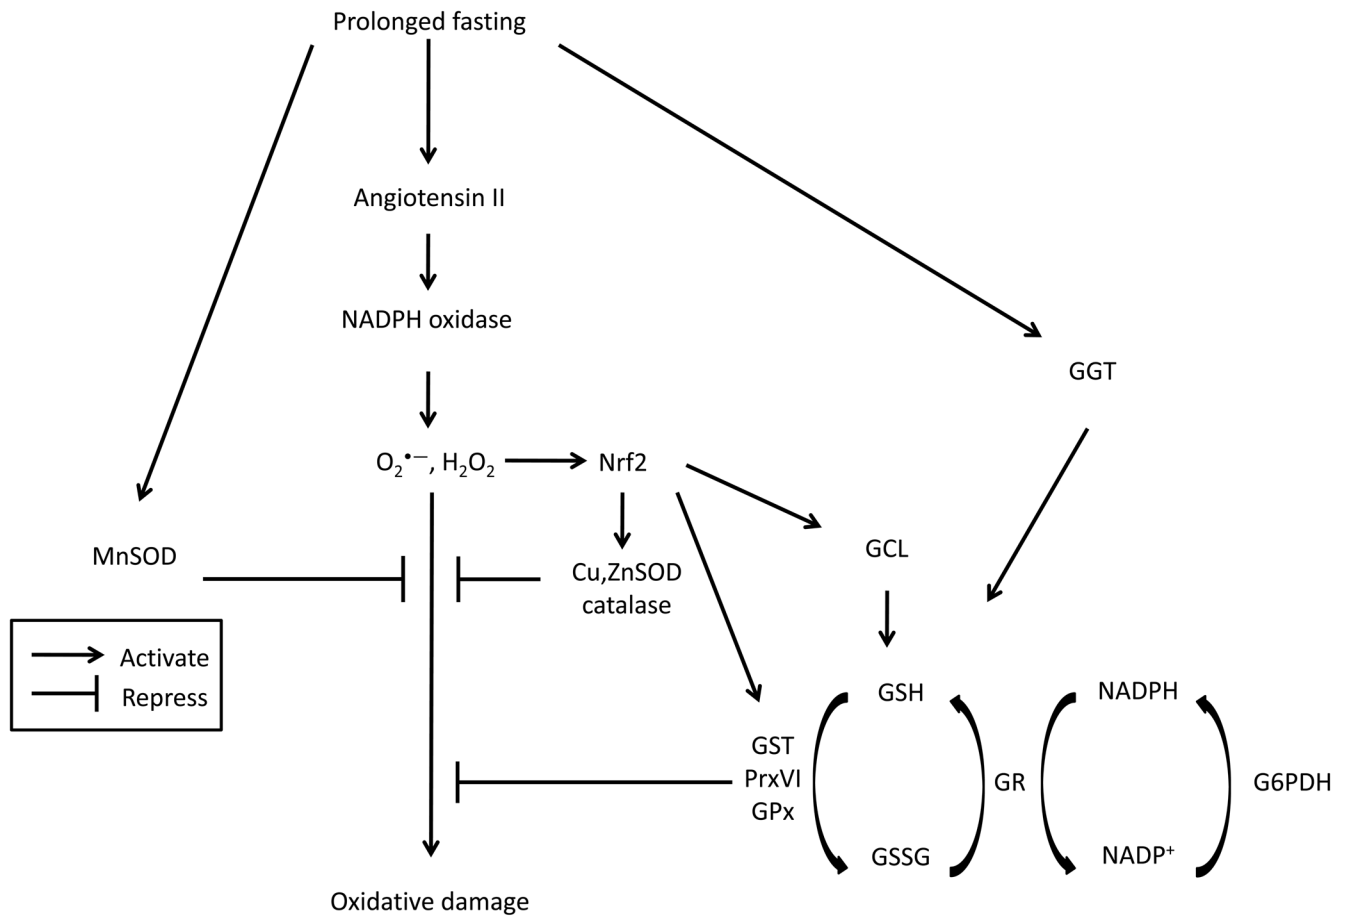 Prolonged fasting
Angiotensin II
NADPH oxidase
GGT
O₂•−, H₂O₂
Nrf2
MnSOD
GCL
Cu,ZnSOD
catalase
Activate
Repress
GSH
NADPH
GST
PrxVI
GPx
GR
G6PDH
GSSG
NADP⁺
Oxidative damage